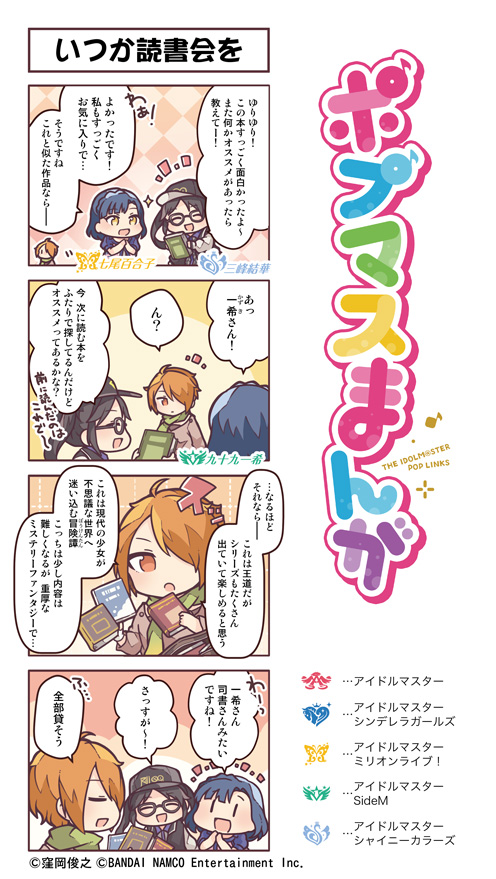 いつか読書会を
ポプマスまんが
THE IDOLM@STER
POP LINKS
ゆりゆり!
この本すっごく面白かったよ〜
また何かオススメがあったら
教えてー!
わぁ!
よかったです!
私もすっごく
お気に入りで…
そうですね
これと似た作品なら──
七尾百合子
三峰結華
あっ
一希さん!
かずき
ん?
今 次に読む本を
ふたりで探してるんだけど
オススメってあるかな?
前に読んだのは
これで〜
九十九一希
…なるほど
それなら──
これは王道だが
シリーズもたくさん
出ていて楽しめると思う
これは現代の少女が
不思議な世界へ
迷い込む冒険譚
ぼうけんたん
こっちは少し内容は
難しくなるが 重厚な
ミステリーファンタジーで…
わーっ
一希さん
司書さんみたい
ですね!
さっすが〜!
ふ…
全部貸そう
…アイドルマスター
…アイドルマスター
シンデレラガールズ
…アイドルマスター
ミリオンライブ!
…アイドルマスター
SideM
…アイドルマスター
シャイニーカラーズ
©窪岡俊之 ©BANDAI NAMCO Entertainment Inc.